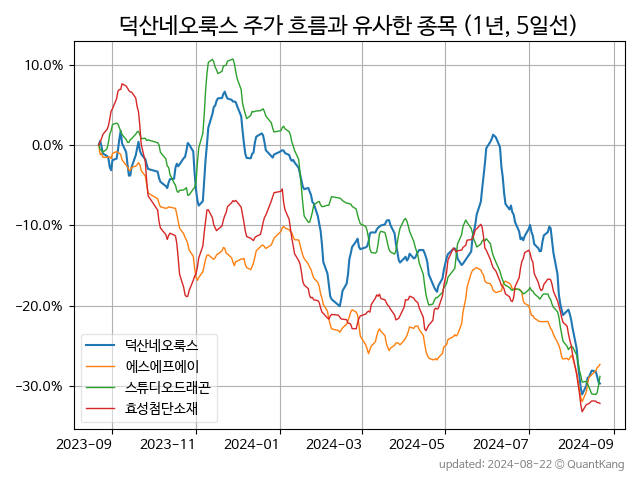 덕산네오룩스 주가 흐름과 유사한 종목 (1년, 5일선)
10.0%
0.0%
−10.0%
−20.0%
−30.0%
덕산네오룩스
에스에프에이
스튜디오드래곤
효성첨단소재
2023-09 2023-11 2024-01 2024-03 2024-05 2024-07 2024-09
updated: 2024-08-22 © QuantKang